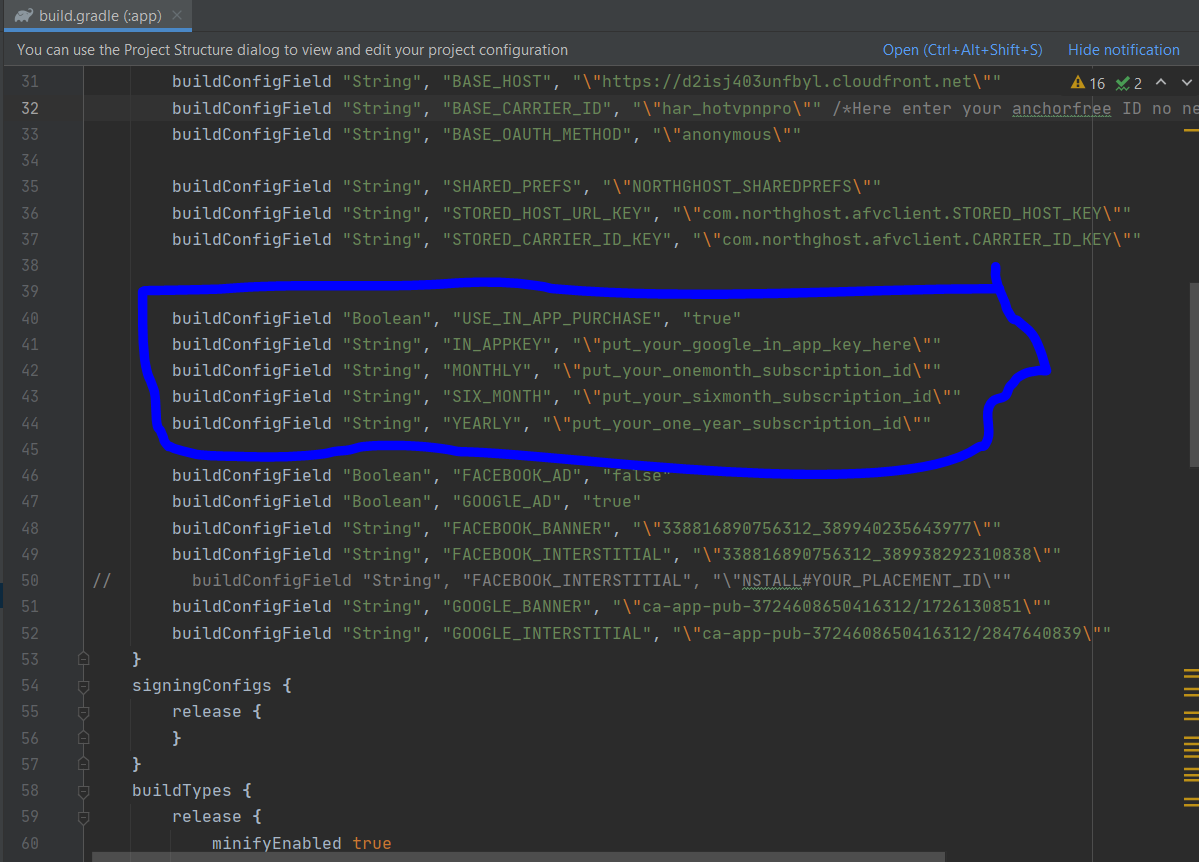 build.gradle (:app)
You can use the Project Structure dialog to view and edit your project configuration Open (Ctrl+Alt+Shift+S) Hide notification
31 buildConfigField "String", "BASE_HOST", "\"https://d2isj403unfbyl.cloudfront.net\"" 16 2
32 buildConfigField "String", "BASE_CARRIER_ID", "\"har_hotvpnpro\"" /*Here enter your anchorfree ID no ne
33 buildConfigField "String", "BASE_OAUTH_METHOD", "\"anonymous\""
34
35 buildConfigField "String", "SHARED_PREFS", "\"NORTHGHOST_SHAREDPREFS\""
36 buildConfigField "String", "STORED_HOST_URL_KEY", "\"com.northghost.afvclient.STORED_HOST_KEY\""
37 buildConfigField "String", "STORED_CARRIER_ID_KEY", "\"com.northghost.afvclient.CARRIER_ID_KEY\""
38
39
40 buildConfigField "Boolean", "USE_IN_APP_PURCHASE", "true"
41 buildConfigField "String", "IN_APPKEY", "\"put_your_google_in_app_key_here\""
42 buildConfigField "String", "MONTHLY", "\"put_your_onemonth_subscription_id\""
43 buildConfigField "String", "SIX_MONTH", "\"put_your_sixmonth_subscription_id\""
44 buildConfigField "String", "YEARLY", "\"put_your_one_year_subscription_id\""
45
46 buildConfigField "Boolean", "FACEBOOK_AD", "false"
47 buildConfigField "Boolean", "GOOGlE_AD", "true"
48 buildConfigField "String", "FACEBOOK_BANNER", "\"338816890756312_389940235643977\""
49 buildConfigField "String", "FACEBOOK_INTERSTITIAL", "\"338816890756312_389938292310838\""
50 // buildConfigField "String", "FACEBOOK_INTERSTITIAL", "\"NSTALL#YOUR_PLACEMENT_ID\""
51 buildConfigField "String", "GOOGLE_BANNER", "\"ca-app-pub-3724608650416312/1726130851\""
52 buildConfigField "String", "GOOGLE_INTERSTITIAL", "\"ca-app-pub-3724608650416312/2847640839\""
53 }
54 signingConfigs {
55 release {
56 }
57 }
58 buildTypes {
59 release {
60 minifyEnabled true